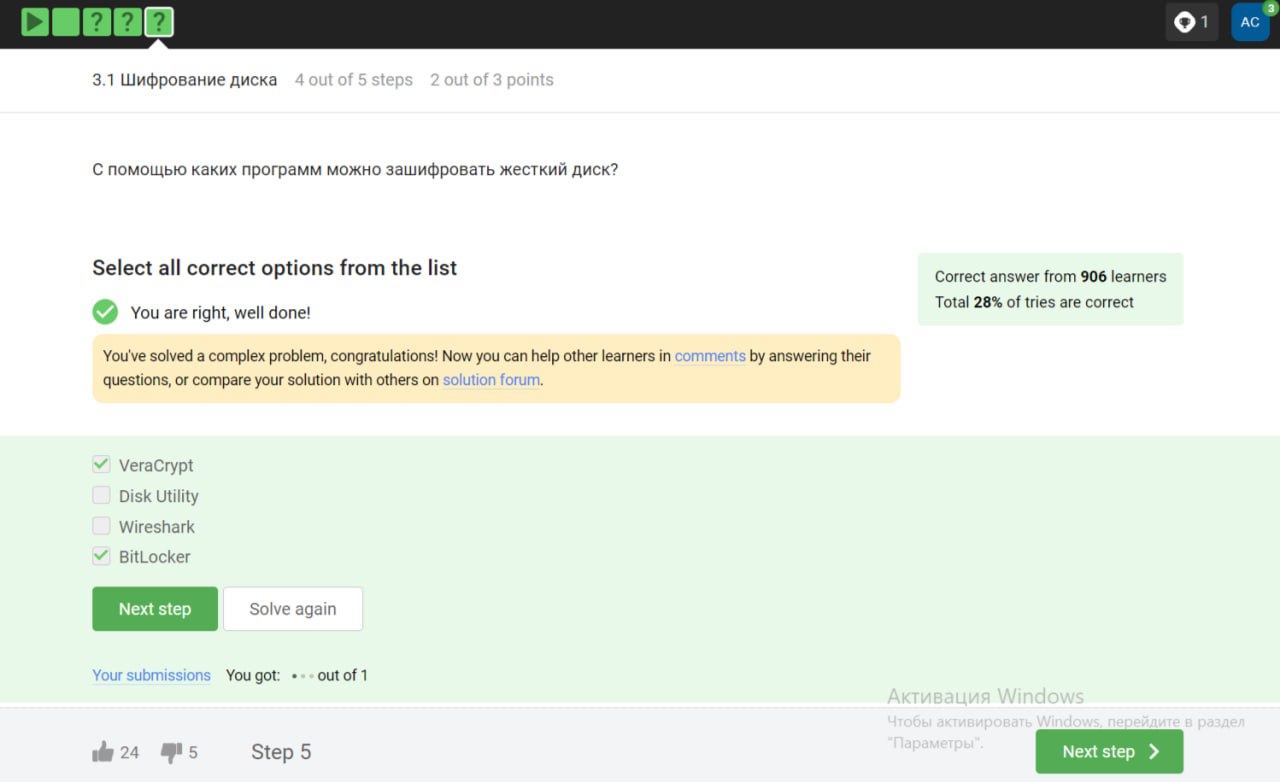 ? ? ?
1
AC
3
3.1 Шифрование диска 4 out of 5 steps 2 out of 3 points
С помощью каких программ можно зашифровать жесткий диск?
Select all correct options from the list
Correct answer from 906 learners
Total 28% of tries are correct
You are right, well done!
You've solved a complex problem, congratulations! Now you can help other learners in comments by answering their
questions, or compare your solution with others on solution forum.
VeraCrypt
Disk Utility
Wireshark
BitLocker
Next step Solve again
Your submissions You got: out of 1
Активация Windows
Чтобы активировать Windows, перейдите в раздел
"Параметры".
24 5 Step 5
Next step